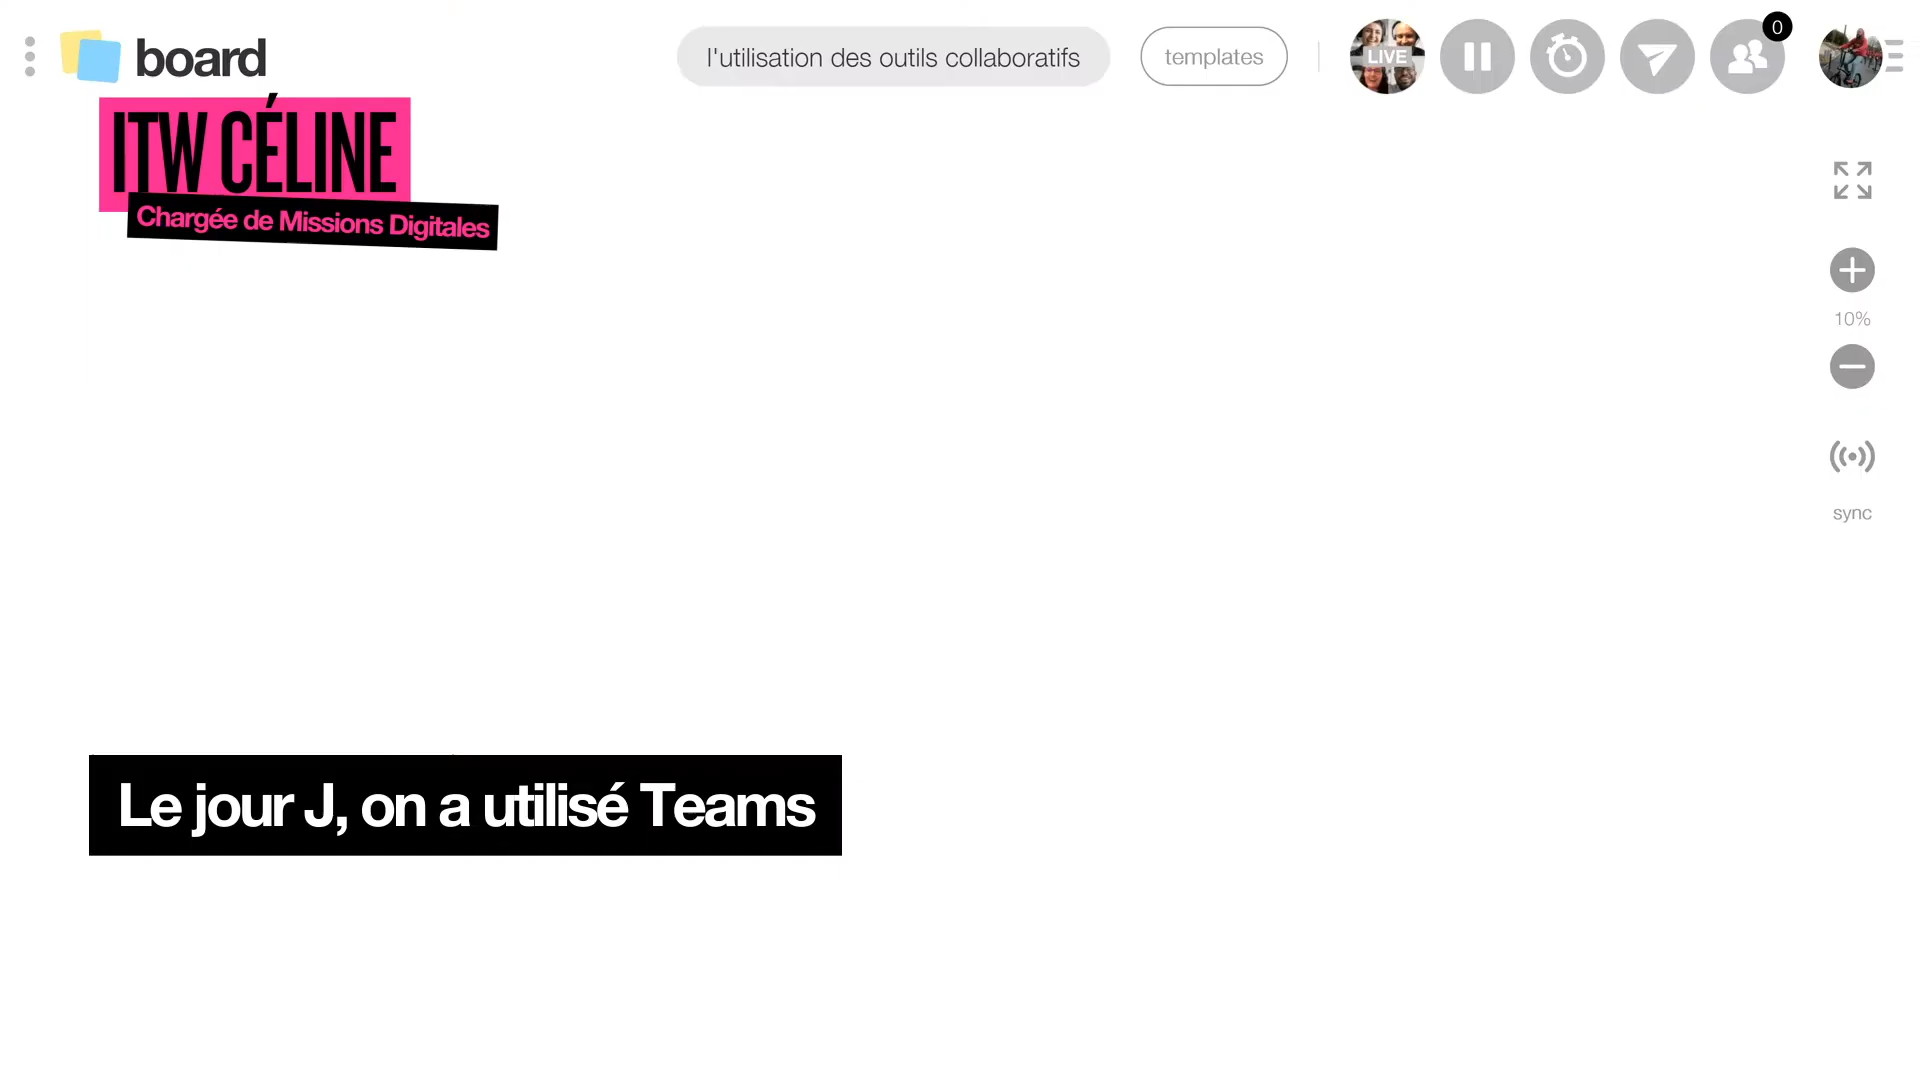 board
l'utilisation des outils collaboratifs
templates
LIVE
0
ITW CÉLINE
Chargée de Missions Digitales
10%
sync
Le jour J, on a utilisé Teams